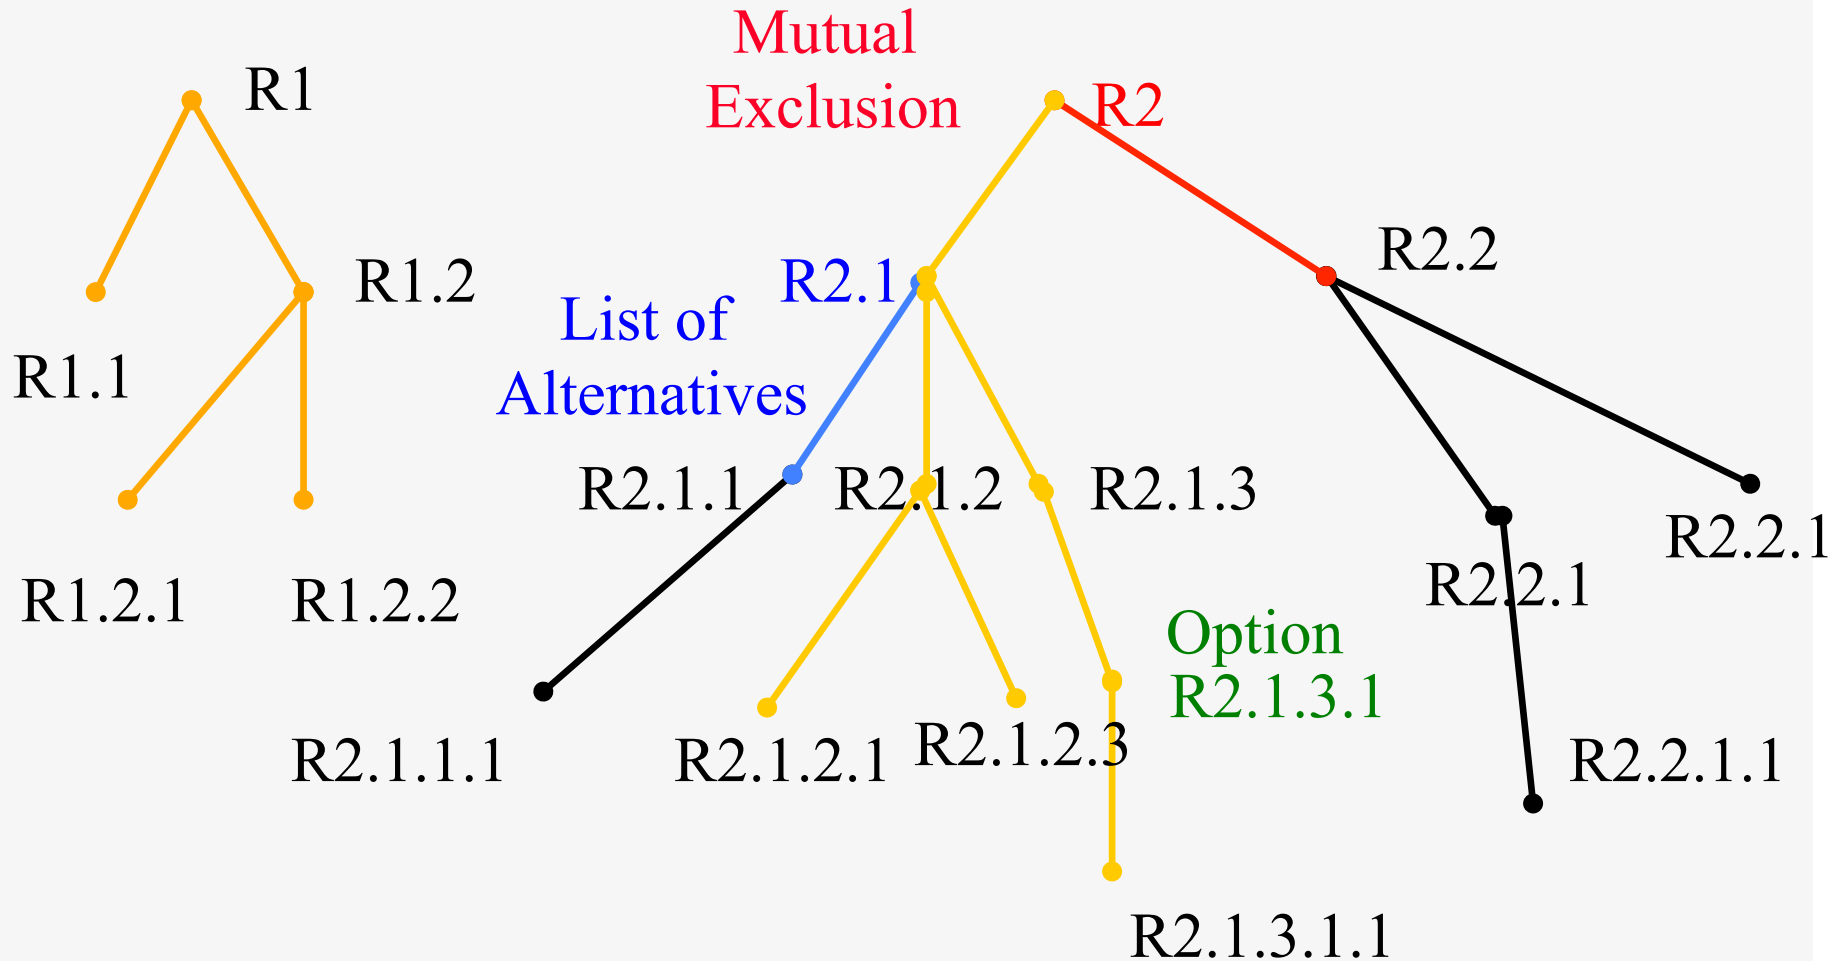 Mutual
Exclusion
R1
R2
R2.2
R1.2
R2.1
List of
Alternatives
R1.1
R2.1.1
R2.1.2
R2.1.3
R2.2.1
R2.2.1
R1.2.1
R1.2.2
Option
R2.1.3.1
R2.1.1.1
R2.1.2.1
R2.1.2.3
R2.2.1.1
R2.1.3.1.1